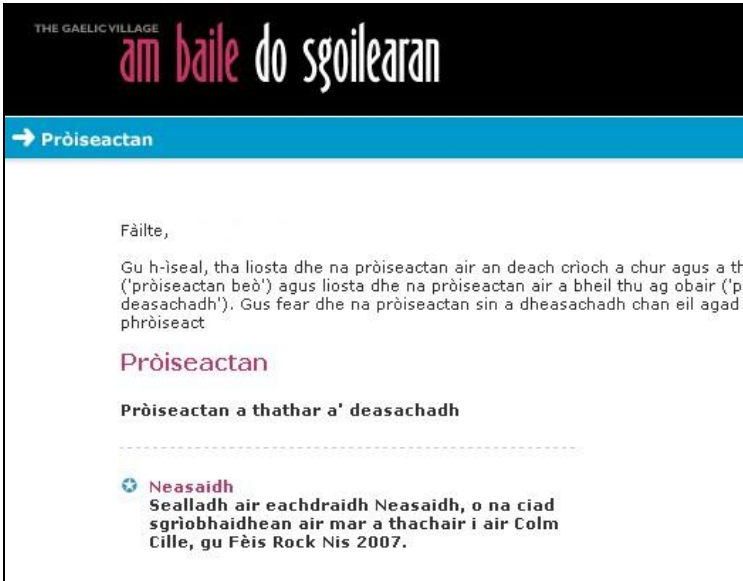 THE GAELIC VILLAGE
am baile do sgoilearan
Pròiseactan
Fàilte,
Gu h-ìseal, tha liosta dhe na pròiseactan air an deach crìoch a chur agus a th
('pròiseactan beò') agus liosta dhe na pròiseactan air a bheil thu ag obair ('p
deasachadh'). Gus fear dhe na pròiseactan sin a dheasachadh chan eil agad
phròiseact
Pròiseactan
Pròiseactan a thathar a' deasachadh
Neasaidh
Sealladh air eachdraidh Neasaidh, o na ciad
sgrìobhaidhean air mar a thachair i air Colm
Cille, gu Fèis Rock Nis 2007.